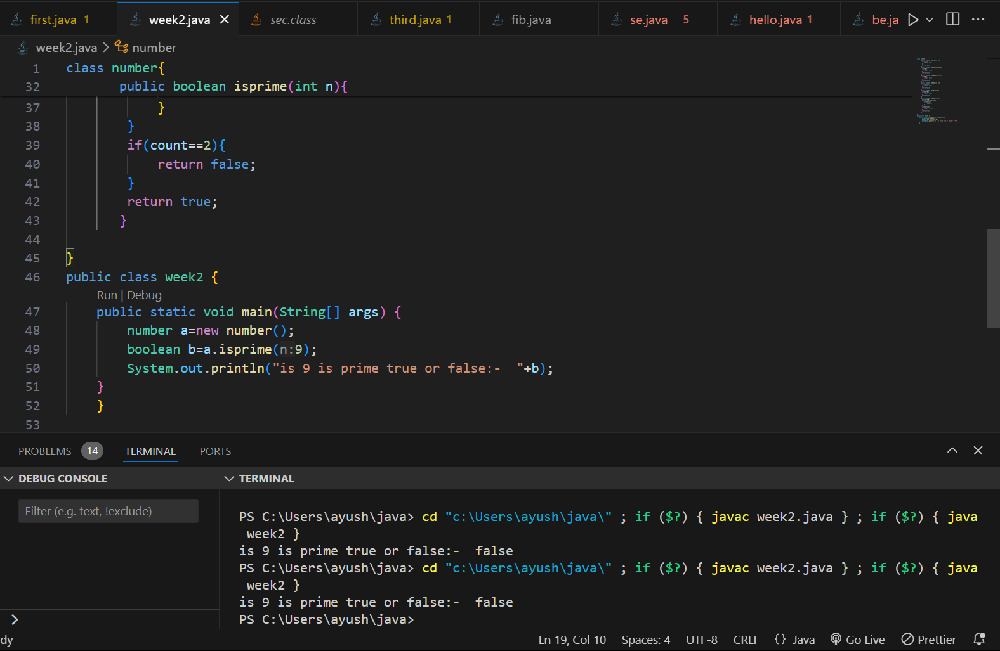 first.java 1 week2.java sec.class third.java 1 fib.java se.java 5 hello.java 1 be.ja
week2.java > number
1 class number{
32 public boolean isprime(int n){
37 }
38 }
39 if(count==2){
40 return false;
41 }
42 return true;
43 }
44
45 }
46 public class week2 {
Run | Debug
47 public static void main(String[] args) {
48 number a=new number();
49 boolean b=a.isprime(n:9);
50 System.out.println("is 9 is prime true or false:-  "+b);
51 }
52 }
53
PROBLEMS 14 TERMINAL PORTS
DEBUG CONSOLE
Filter (e.g. text, !exclude)
TERMINAL
PS C:\Users\ayush\java> cd "c:\Users\ayush\java\" ; if ($?) { javac week2.java } ; if ($?) { java
week2 }
is 9 is prime true or false:-  false
PS C:\Users\ayush\java> cd "c:\Users\ayush\java\" ; if ($?) { javac week2.java } ; if ($?) { java
week2 }
is 9 is prime true or false:-  false
PS C:\Users\ayush\java>
dy Ln 19, Col 10 Spaces: 4 UTF-8 CRLF {} Java Go Live Prettier